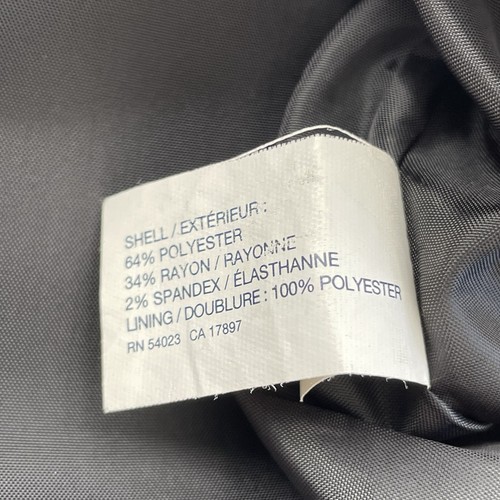 SHELL / EXTÉRIEUR :
64% POLYESTER
34% RAYON / RAYONNE
2% SPANDEX / ÉLASTHANNE
LINING / DOUBLURE : 100% POLYESTER
RN 54023 CA 17897